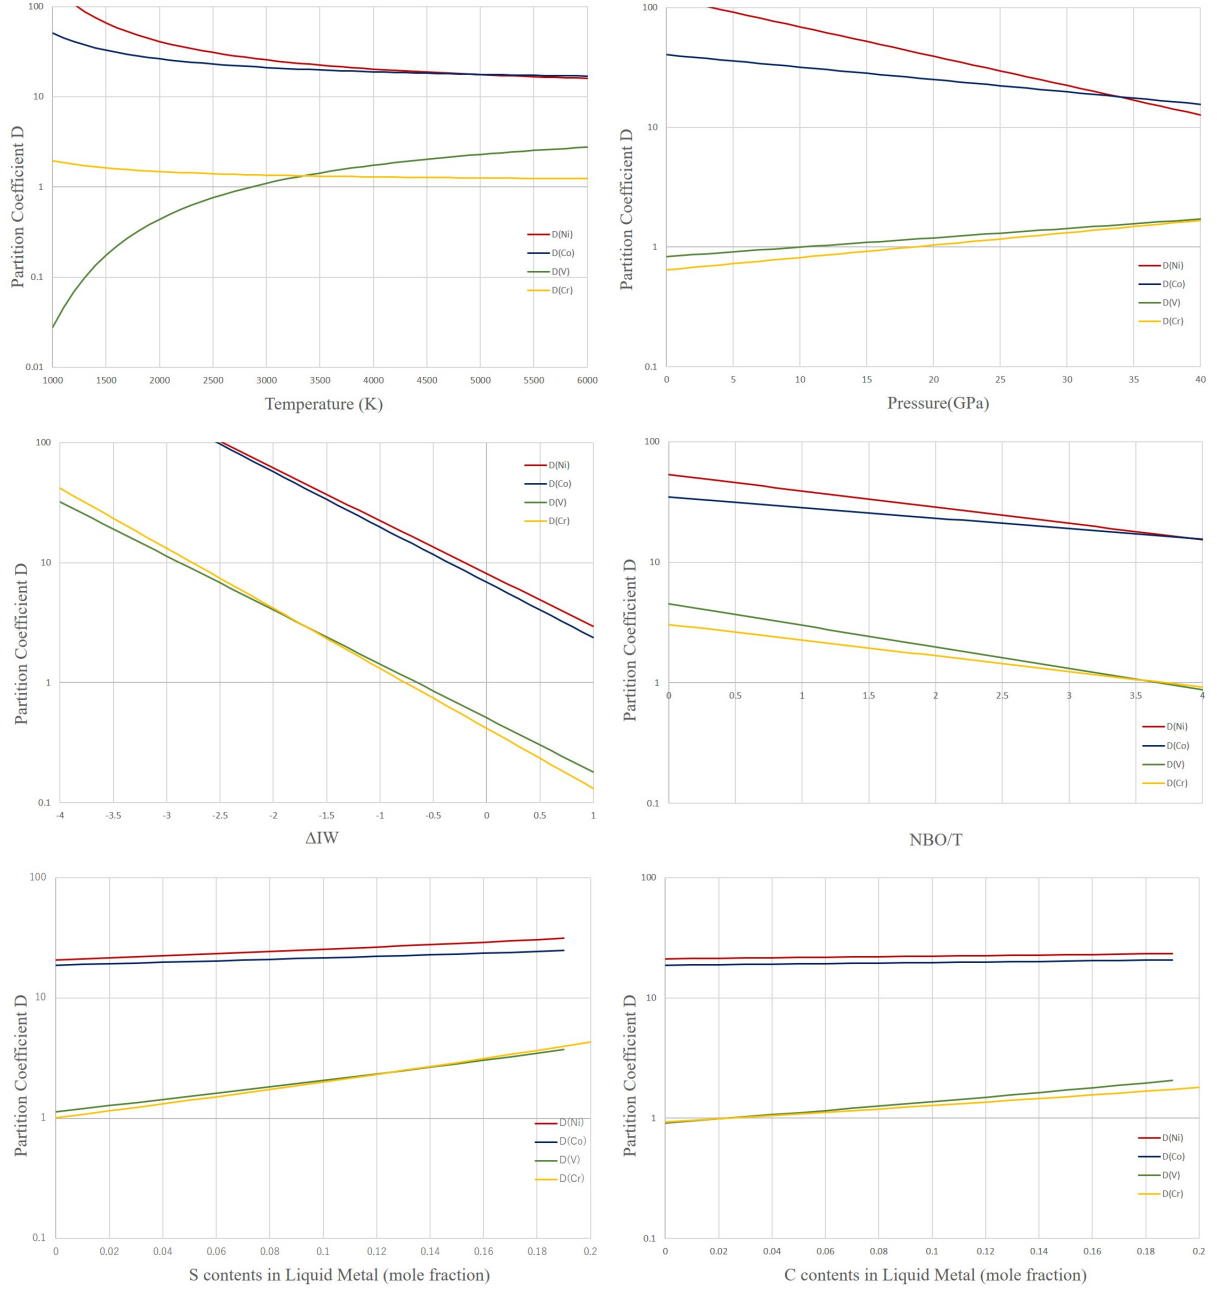 100
10
1
0.1
0.01
Partition Coefficient D
1000 1500 2000 2500 3000 3500 4000 4500 5000 5500 6000
Temperature (K)
D(Ni)
D(Co)
D(V)
D(Cr)
100
10
1
0.1
Partition Coefficient D
0 5 10 15 20 25 30 35 40
Pressure(GPa)
D(Ni)
D(Co)
D(V)
D(Cr)
100
10
1
0.1
Partition Coefficient D
-4 -3.5 -3 -2.5 -2 -1.5 -1 -0.5 0 0.5 1
ΔIW
D(Ni)
D(Co)
D(V)
D(Cr)
100
10
1
0.1
Partition Coefficient D
0 0.5 1 1.5 2 2.5 3 3.5 4
NBO/T
D(Ni)
D(Co)
D(V)
D(Cr)
100
10
1
0.1
Partition Coefficient D
0 0.02 0.04 0.06 0.08 0.1 0.12 0.14 0.16 0.18 0.2
S contents in Liquid Metal (mole fraction)
D(Ni)
D(Co)
D(V)
D(Cr)
100
10
1
0.1
Partition Coefficient D
0 0.02 0.04 0.06 0.08 0.1 0.12 0.14 0.16 0.18 0.2
C contents in Liquid Metal (mole fraction)
D(Ni)
D(Co)
D(V)
D(Cr)